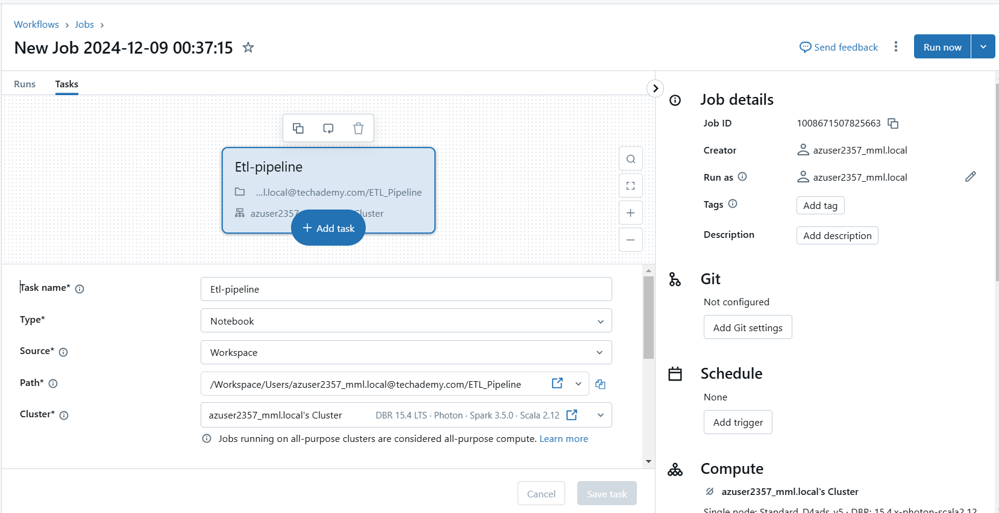 Workflows › Jobs ›
New Job 2024-12-09 00:37:15
Send feedback
Run now
Runs
Tasks
Etl-pipeline
...l.local@techademy.com/ETL_Pipeline
azuser2357 Cluster
+ Add task
Task name*
Etl-pipeline
Type*
Notebook
Source*
Workspace
Path*
/Workspace/Users/azuser2357_mml.local@techademy.com/ETL_Pipeline
Cluster*
azuser2357_mml.local's Cluster DBR 15.4 LTS · Photon · Spark 3.5.0 · Scala 2.12
Jobs running on all-purpose clusters are considered all-purpose compute. Learn more
Cancel
Save task
Job details
Job ID
1008671507825663
Creator
azuser2357_mml.local
Run as
azuser2357_mml.local
Tags
Add tag
Description
Add description
Git
Not configured
Add Git settings
Schedule
None
Add trigger
Compute
azuser2357_mml.local's Cluster
Single node: Standard_D4ads_v5 · DBR: 15.4.x-photon-scala2.12